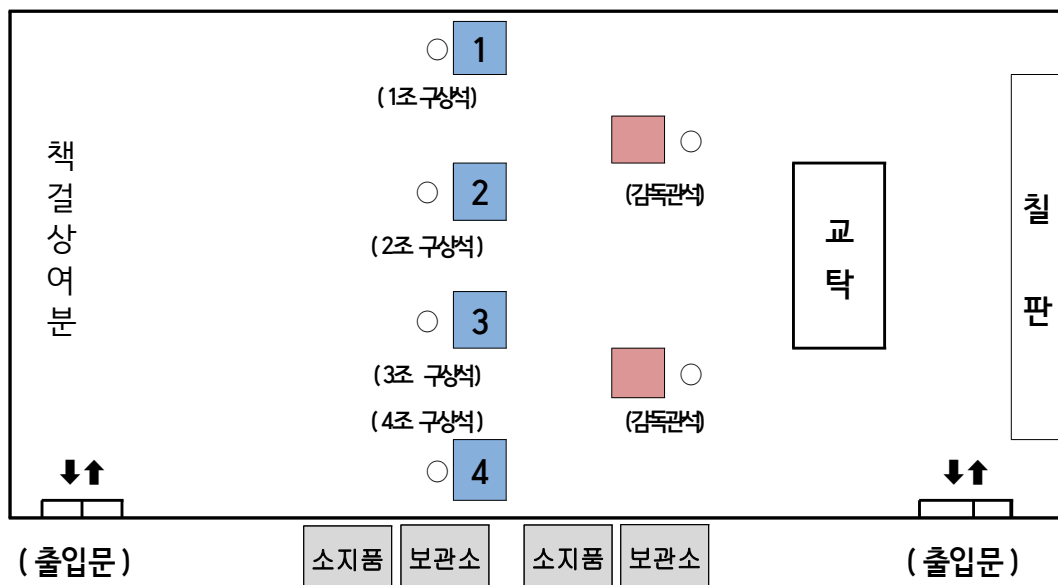 1
( 1조 구상석)
(감독관석)
책걸상여분
2
( 2조 구상석)
교탁
칠판
3
( 3조 구상석)
( 4조 구상석)
(감독관석)
4
( 출입문 )
소지품
보관소
소지품
보관소
( 출입문 )